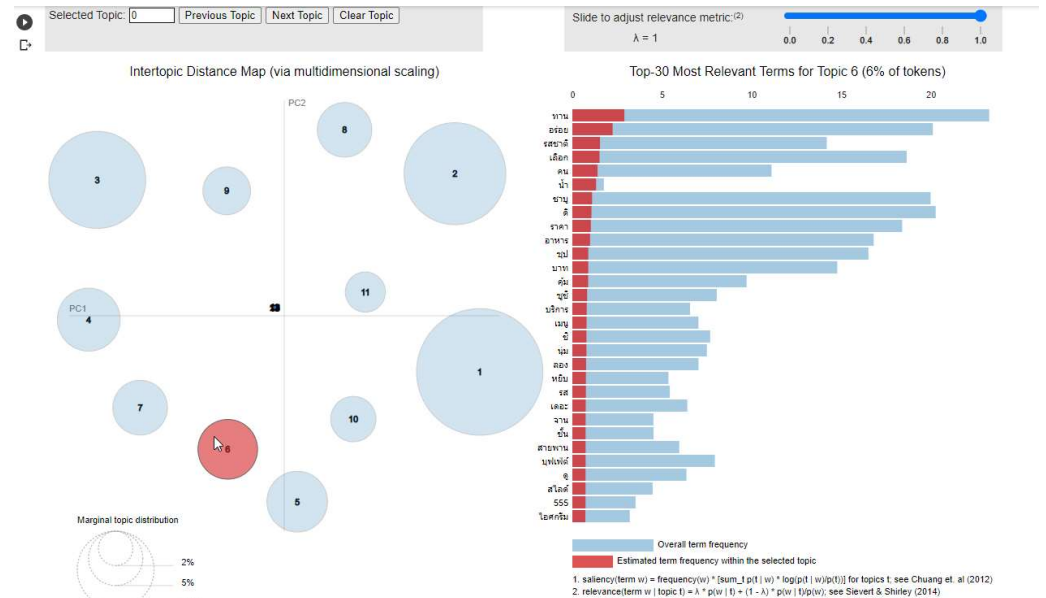 Selected Topic: 0 Previous Topic Next Topic Clear Topic
Slide to adjust relevance metric:(2)
λ = 1
0.0 0.2 0.4 0.6 0.8 1.0
Intertopic Distance Map (via multidimensional scaling)
PC2
PC1
8
2
3
9
11
4
1
7
10
6
5
Marginal topic distribution
2%
5%
Top-30 Most Relevant Terms for Topic 6 (6% of tokens)
0 5 10 15 20
ทาน
อร่อย
รสชาติ
เลือก
คน
น้ำ
ชาบู
ดี
ราคา
อาหาร
ซุป
บาท
คุ้ม
ซูชิ
บริการ
เมนู
ชิ
นุ่ม
ลอง
หยิบ
รส
เดอะ
จาน
ชั้น
สายพาน
บุฟเฟ่ต์
ดู
สไลด์
555
ไอศกรีม
Overall term frequency
Estimated term frequency within the selected topic
1. saliency(term w) = frequency(w) * [sum_t p(t | w) * log(p(t | w)/p(t))] for topics t; see Chuang et. al (2012)
2. relevance(term w | topic t) = λ * p(w | t) + (1 - λ) * p(w | t)/p(w); see Sievert & Shirley (2014)